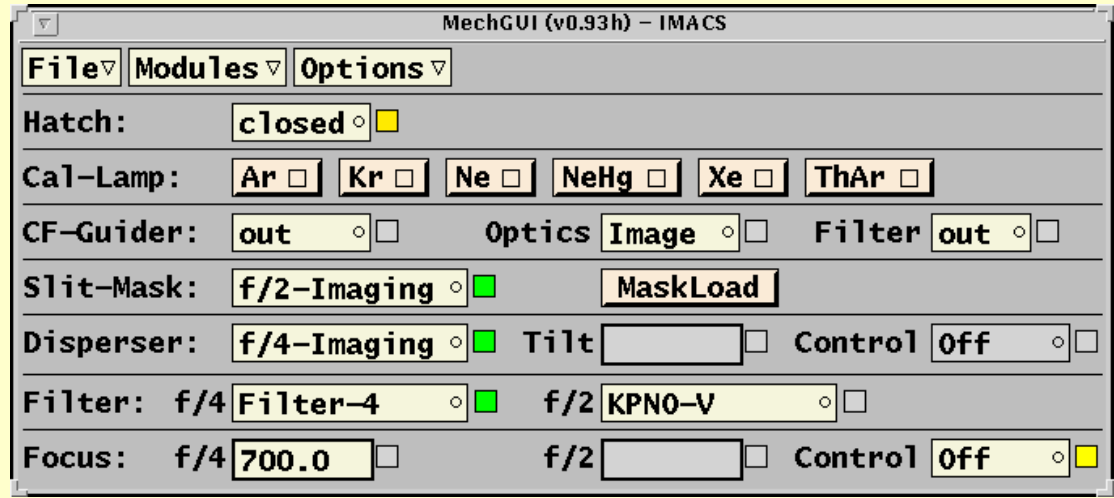 MechGUI (v0.93h) – IMACS
File Modules Options
Hatch: closed
Cal–Lamp: Ar Kr Ne NeHg Xe ThAr
CF–Guider: out Optics Image Filter out
Slit–Mask: f/2–Imaging MaskLoad
Disperser: f/4–Imaging Tilt Control Off
Filter: f/4 Filter–4 f/2 KPNO–V
Focus: f/4 700.0 f/2 Control Off